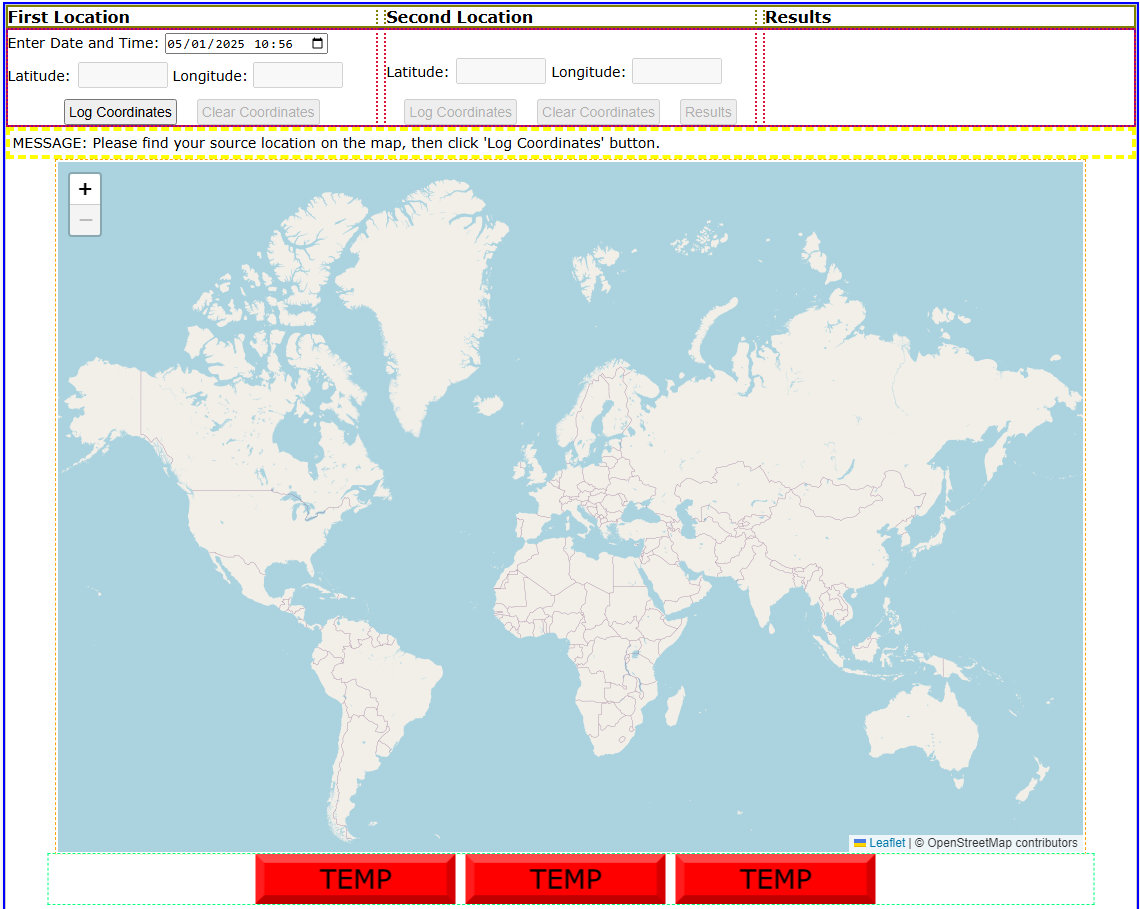 First Location Second Location Results
Enter Date and Time: 05/01/2025 10:56
Latitude: Longitude: Latitude: Longitude:
Log Coordinates Clear Coordinates Log Coordinates Clear Coordinates Results
MESSAGE: Please find your source location on the map, then click 'Log Coordinates' button.
+
−
Leaflet | © OpenStreetMap contributors
TEMP TEMP TEMP